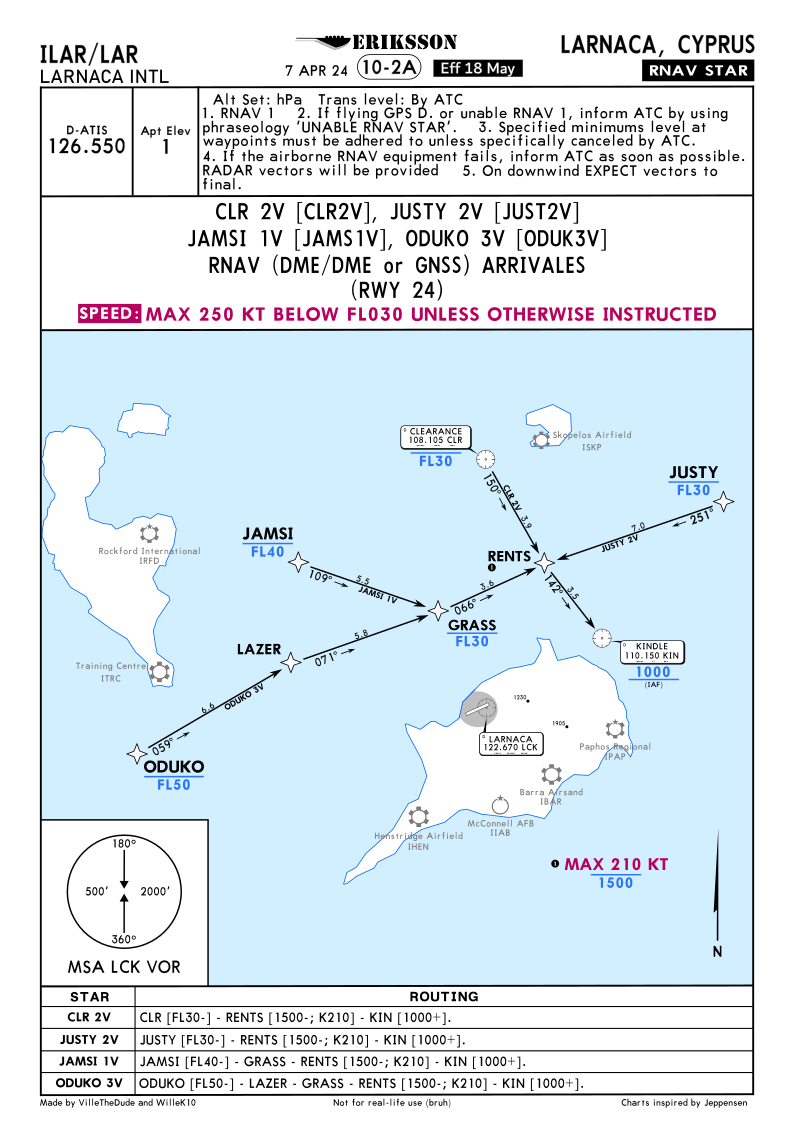 ILAR/LAR
LARNACA INTL
ERIKSSON
7 APR 24 10-2A Eff 18 May
LARNACA, CYPRUS
RNAV STAR
D-ATIS
126.550
Apt Elev
1
Alt Set: hPa Trans level: By ATC
1. RNAV 1 2. If flying GPS D. or unable RNAV 1, inform ATC by using
phraseology 'UNABLE RNAV STAR'. 3. Specified minimums level at
waypoints must be adhered to unless specifically canceled by ATC.
4. If the airborne RNAV equipment fails, inform ATC as soon as possible.
RADAR vectors will be provided 5. On downwind EXPECT vectors to
final.
CLR 2V [CLR2V], JUSTY 2V [JUST2V]
JAMSI 1V [JAMS1V], ODUKO 3V [ODUK3V]
RNAV (DME/DME or GNSS) ARRIVALES
(RWY 24)
SPEED: MAX 250 KT BELOW FL030 UNLESS OTHERWISE INSTRUCTED
CLEARANCE
108.105 CLR
FL30
Skopelos Airfield
ISKP
JUSTY
FL30
150°
CLR 2V 3.9
7.0
JUSTY 2V
251°
Rockford International
IRFD
JAMSI
FL40
109°
5.5
JAMSI 1V
RENTS
3.6
066°
142°
3.5
GRASS
FL30
KINDLE
110.150 KIN
1000
(IAF)
LAZER
071°
5.8
Training Centre
ITRC
6.6
ODUKO 3V
059°
ODUKO
FL50
1230
1905
LARNACA
122.670 LCK
Paphos Regional
IPAP
Barra Airsand
IBAR
McConnell AFB
IIAB
Henstridge Airfield
IHEN
MAX 210 KT
1500
N
180°
500' 2000'
360°
MSA LCK VOR
STAR ROUTING
CLR 2V CLR [FL30-] - RENTS [1500-; K210] - KIN [1000+].
JUSTY 2V JUSTY [FL30-] - RENTS [1500-; K210] - KIN [1000+].
JAMSI 1V JAMSI [FL40-] - GRASS - RENTS [1500-; K210] - KIN [1000+].
ODUKO 3V ODUKO [FL50-] - LAZER - GRASS - RENTS [1500-; K210] - KIN [1000+].
Made by VilleTheDude and WilleK10
Not for real-life use (bruh)
Charts inspired by Jeppensen